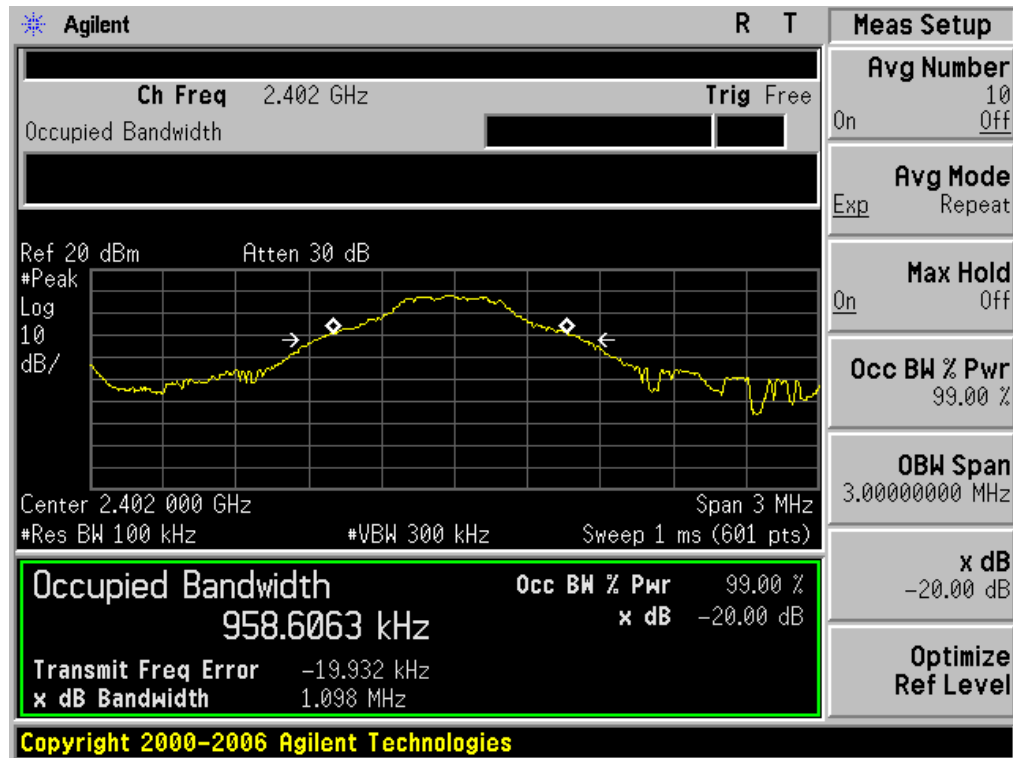 Agilent R T
Ch Freq 2.402 GHz Trig Free
Occupied Bandwidth
Ref 20 dBm Atten 30 dB
#Peak
Log
10
dB/
Center 2.402 000 GHz Span 3 MHz
#Res BW 100 kHz #VBW 300 kHz Sweep 1 ms (601 pts)
Occupied Bandwidth Occ BW % Pwr 99.00 %
958.6063 kHz x dB -20.00 dB
Transmit Freq Error -19.932 kHz
x dB Bandwidth 1.098 MHz
Copyright 2000-2006 Agilent Technologies
Meas Setup
Avg Number
10
On Off
Avg Mode
Exp Repeat
Max Hold
On Off
Occ BW % Pwr
99.00 %
OBW Span
3.00000000 MHz
x dB
-20.00 dB
Optimize
Ref Level